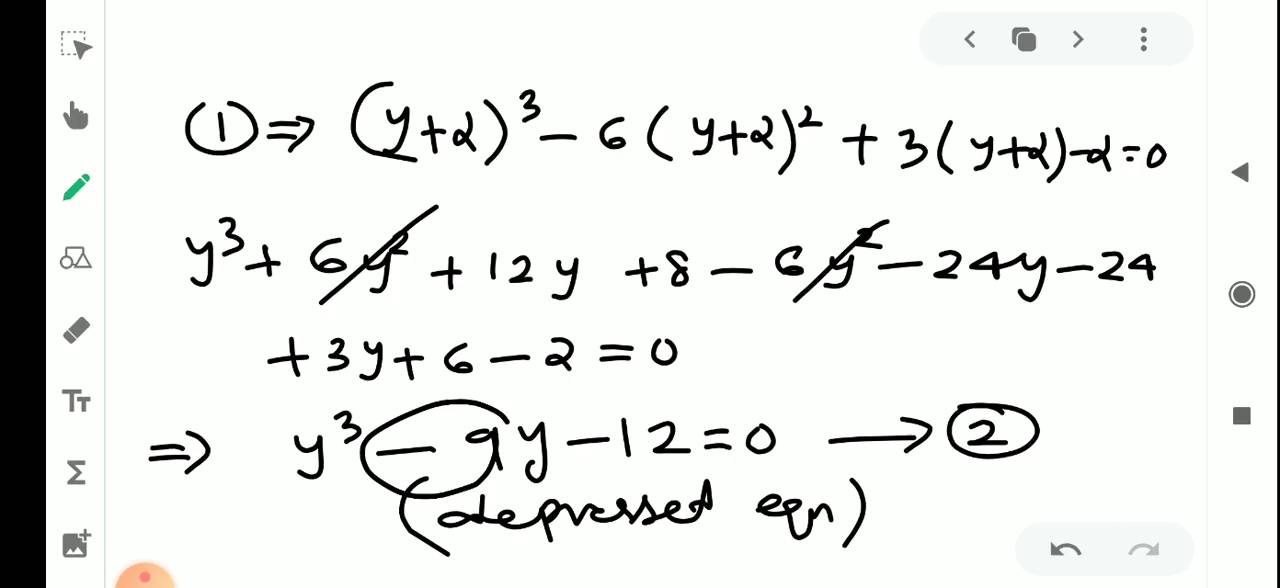 ① ⇒ (y+2)³ − 6(y+2)² + 3(y+2)−2=0
y³ + 6y² + 12y + 8 − 6y² − 24y − 24
+ 3y + 6 − 2 = 0
⇒ y³ − 9y − 12 = 0 → ②
(depressed eqn)
Tт
Σ